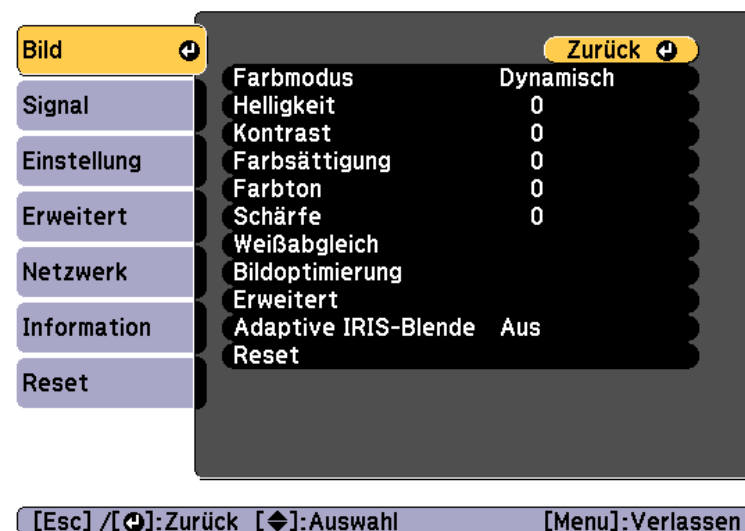 Bild
Signal
Einstellung
Erweitert
Netzwerk
Information
Reset
Zurück
Farbmodus Dynamisch
Helligkeit 0
Kontrast 0
Farbsättigung 0
Farbton 0
Schärfe 0
Weißabgleich
Bildoptimierung
Erweitert
Adaptive IRIS-Blende Aus
Reset
[Esc] /[⏎]:Zurück [◆]:Auswahl [Menu]:Verlassen